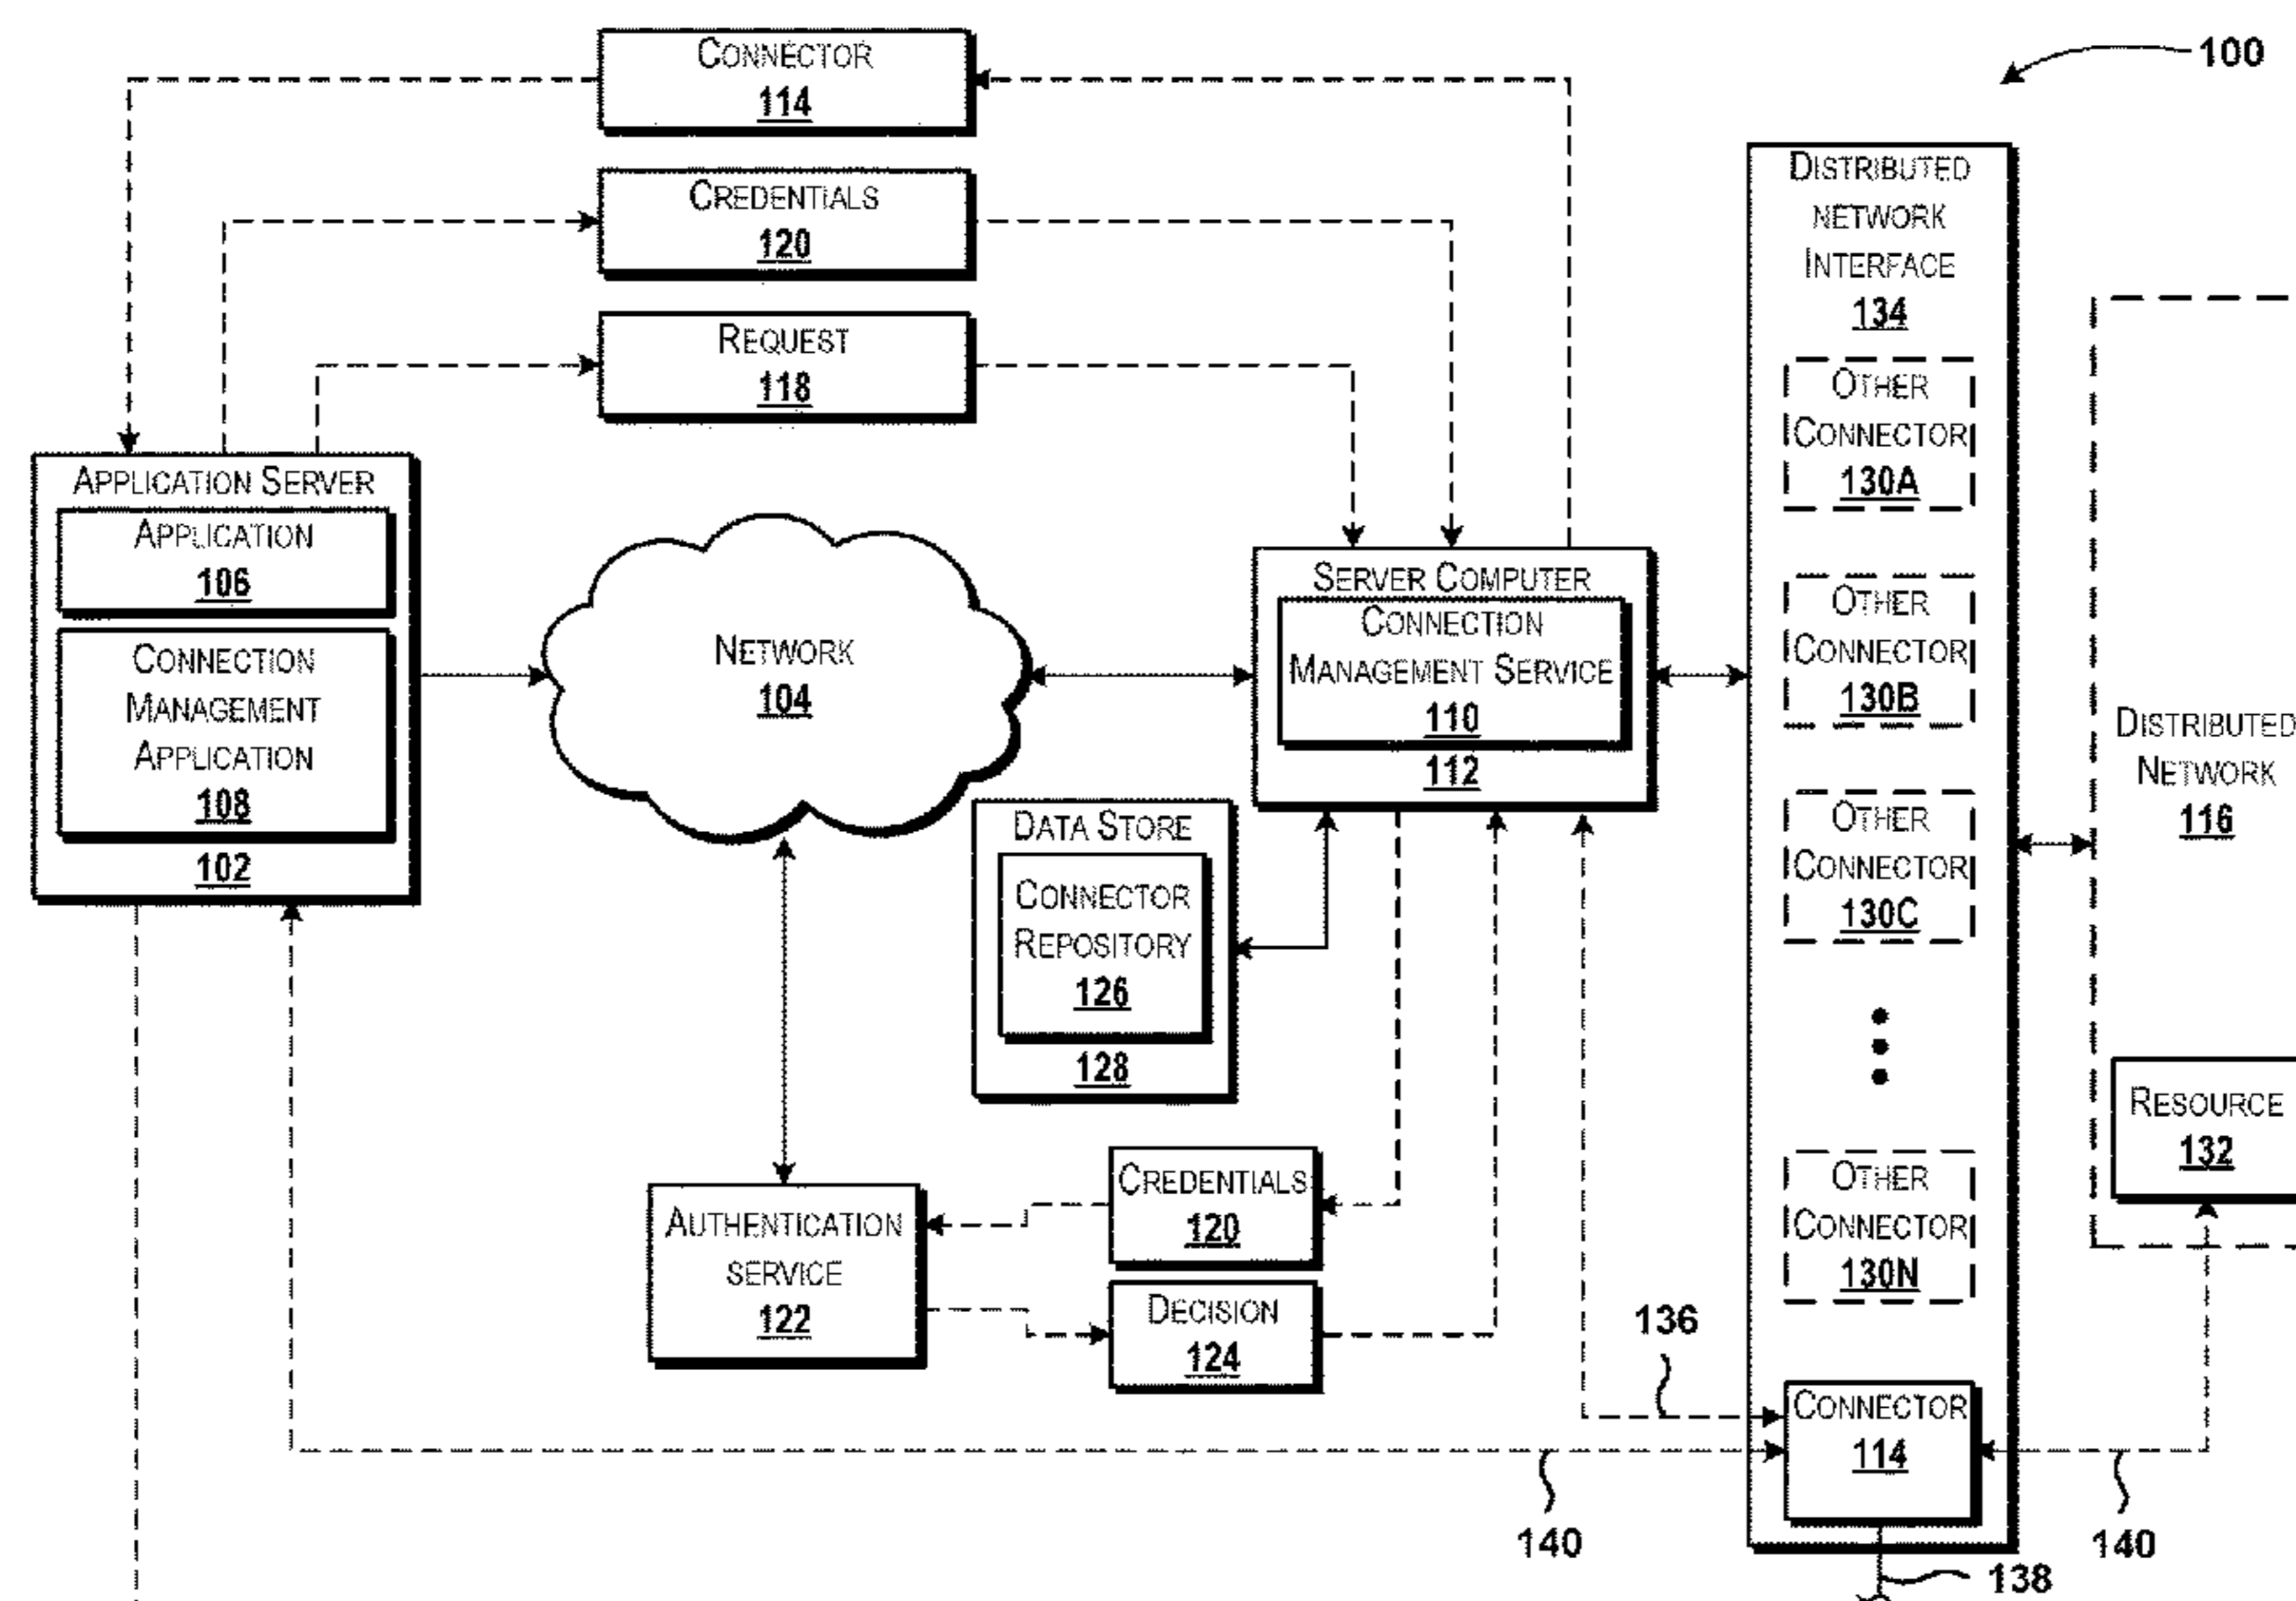 100
CONNECTOR
114
CREDENTIALS
120
REQUEST
118
APPLICATION SERVER
APPLICATION
106
CONNECTION
MANAGEMENT
APPLICATION
108
102
NETWORK
104
SERVER COMPUTER
CONNECTION
MANAGEMENT SERVICE
110
112
DATA STORE
CONNECTOR
REPOSITORY
126
128
AUTHENTICATION
SERVICE
122
CREDENTIALS
120
DECISION
124
DISTRIBUTED
NETWORK
INTERFACE
134
OTHER
CONNECTOR
130A
OTHER
CONNECTOR
130B
OTHER
CONNECTOR
130C
OTHER
CONNECTOR
130N
CONNECTOR
114
DISTRIBUTED
NETWORK
116
RESOURCE
132
136
140
140
138